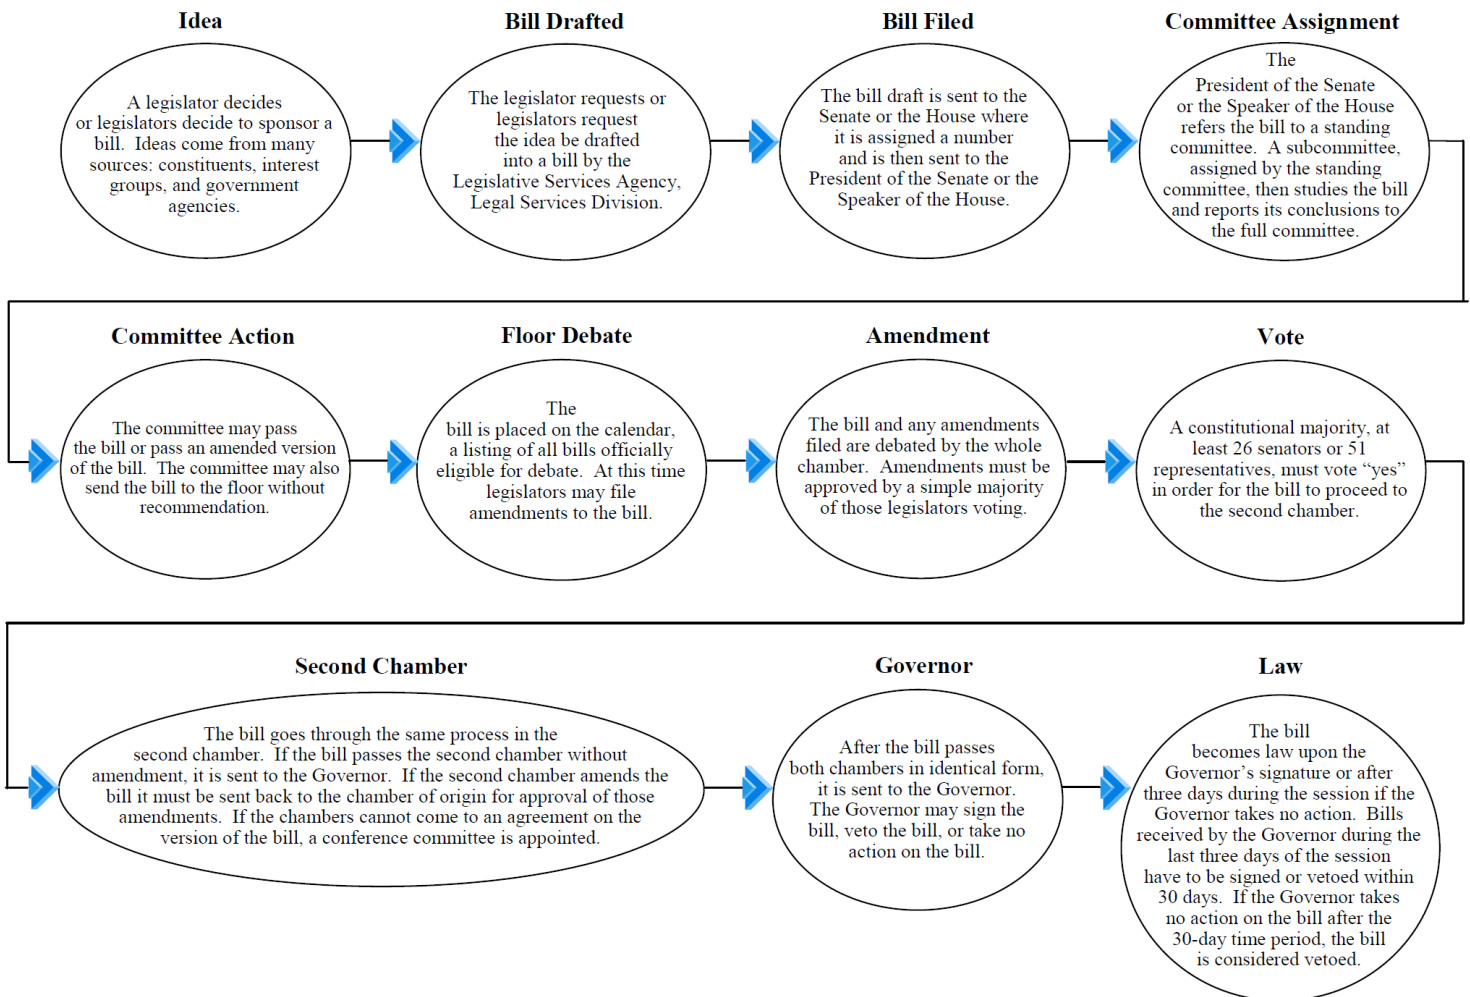 Idea
A legislator decides
or legislators decide to sponsor a
bill.  Ideas come from many
sources: constituents, interest
groups, and government
agencies.
Bill Drafted
The legislator requests or
legislators request
the idea be drafted
into a bill by the
Legislative Services Agency,
Legal Services Division.
Bill Filed
The bill draft is sent to the
Senate or the House where
it is assigned a number
and is then sent to the
President of the Senate or the
Speaker of the House.
Committee Assignment
The
President of the Senate
or the Speaker of the House
refers the bill to a standing
committee.  A subcommittee,
assigned by the standing
committee, then studies the bill
and reports its conclusions to
the full committee.
Committee Action
The committee may pass
the bill or pass an amended version
of the bill.  The committee may also
send the bill to the floor without
recommendation.
Floor Debate
The
bill is placed on the calendar,
a listing of all bills officially
eligible for debate.  At this time
legislators may file
amendments to the bill.
Amendment
The bill and any amendments
filed are debated by the whole
chamber.  Amendments must be
approved by a simple majority
of those legislators voting.
Vote
A constitutional majority, at
least 26 senators or 51
representatives, must vote “yes”
in order for the bill to proceed to
the second chamber.
Second Chamber
The bill goes through the same process in the
second chamber.  If the bill passes the second chamber without
amendment, it is sent to the Governor.  If the second chamber amends the
bill it must be sent back to the chamber of origin for approval of those
amendments.  If the chambers cannot come to an agreement on the
version of the bill, a conference committee is appointed.
Governor
After the bill passes
both chambers in identical form,
it is sent to the Governor.
The Governor may sign the
bill, veto the bill, or take no
action on the bill.
Law
The bill
becomes law upon the
Governor’s signature or after
three days during the session if the
Governor takes no action.  Bills
received by the Governor during the
last three days of the session
have to be signed or vetoed within
30 days.  If the Governor takes
no action on the bill after the
30-day time period, the bill
is considered vetoed.